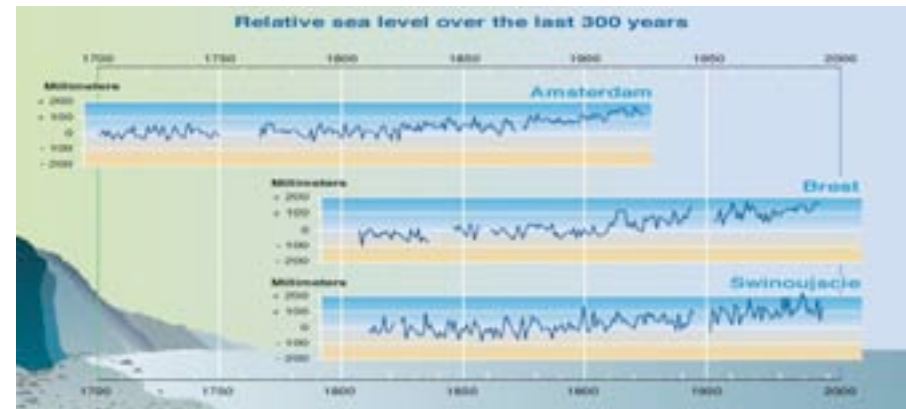 Relative sea level over the last 300 years
1700 1750 1800 1850 1900 1950 2000
Millimeters
Amsterdam
+ 200
+ 100
0
- 100
- 200
Millimeters
Brest
+ 200
+ 100
0
- 100
- 200
Millimeters
Swinoujscie
+ 200
+ 100
0
- 100
- 200
1700 1750 1800 1850 1900 1950 2000